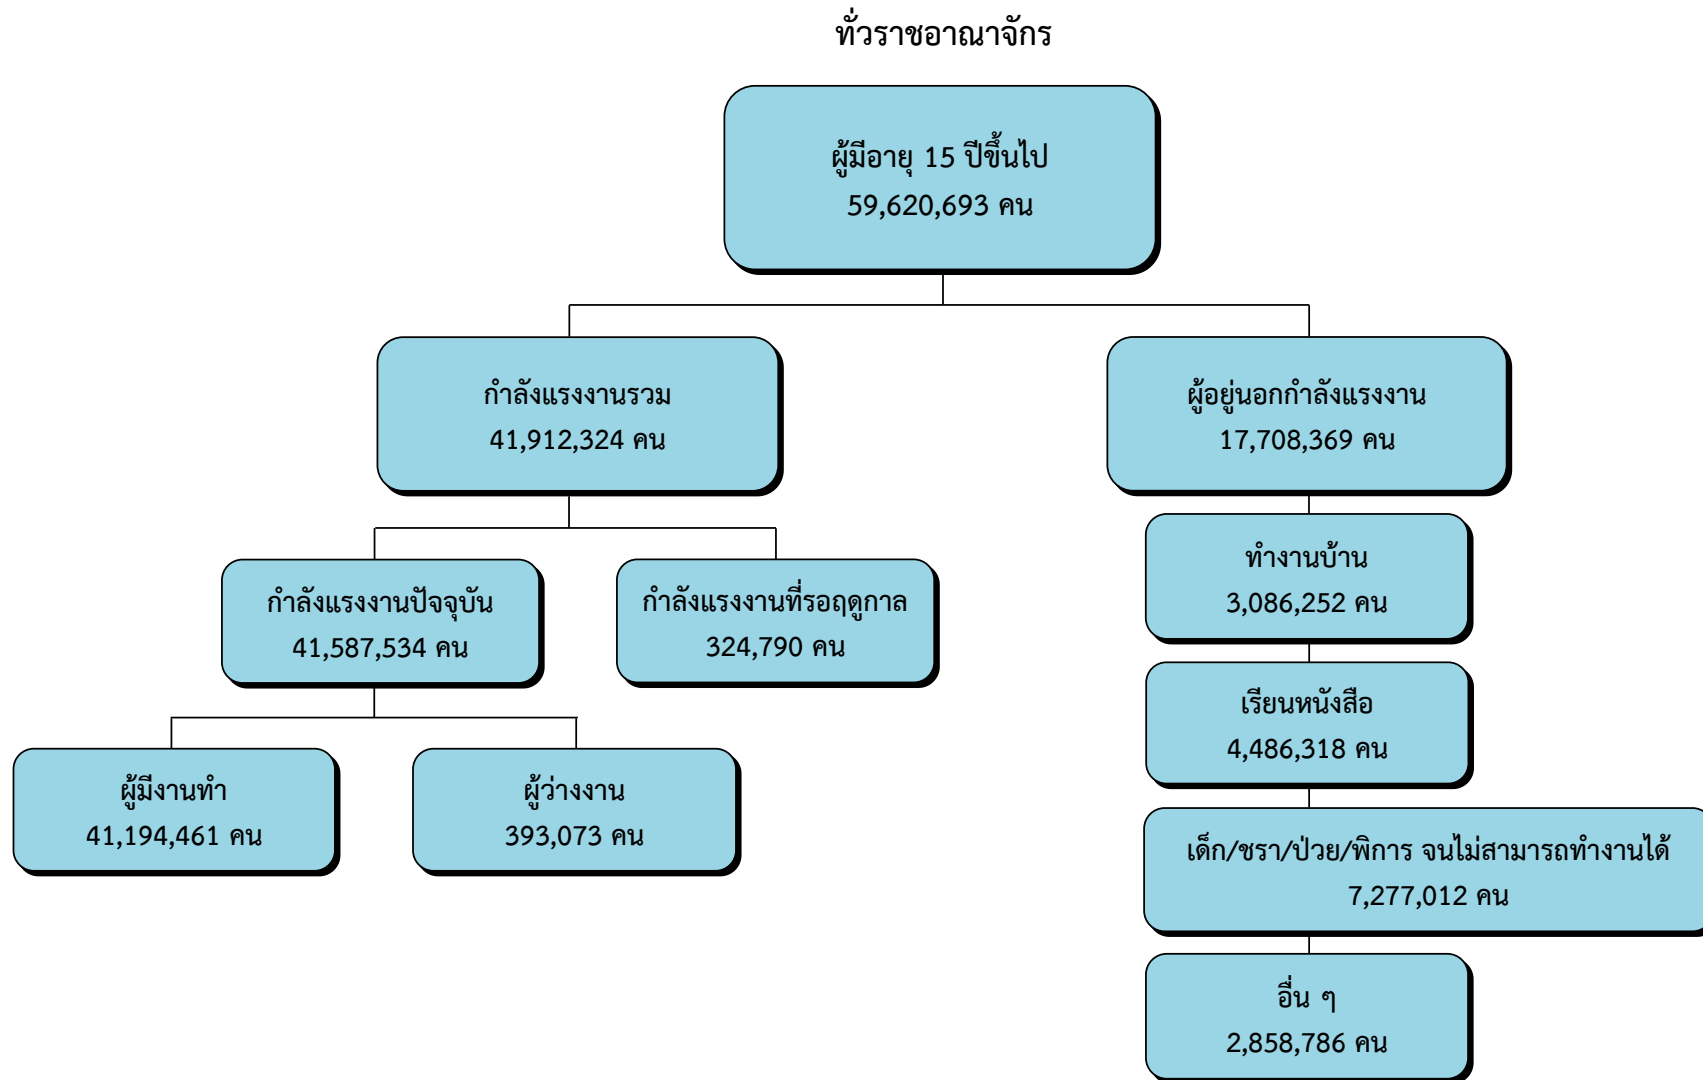 ทั่วราชอาณาจักร
ผู้มีอายุ 15 ปีขึ้นไป
59,620,693 คน
กำลังแรงงานรวม
41,912,324 คน
ผู้อยู่นอกกำลังแรงงาน
17,708,369 คน
กำลังแรงงานปัจจุบัน
41,587,534 คน
กำลังแรงงานที่รอฤดูกาล
324,790 คน
ทำงานบ้าน
3,086,252 คน
เรียนหนังสือ
4,486,318 คน
ผู้มีงานทำ
41,194,461 คน
ผู้ว่างงาน
393,073 คน
เด็ก/ชรา/ป่วย/พิการ จนไม่สามารถทำงานได้
7,277,012 คน
อื่น ๆ
2,858,786 คน